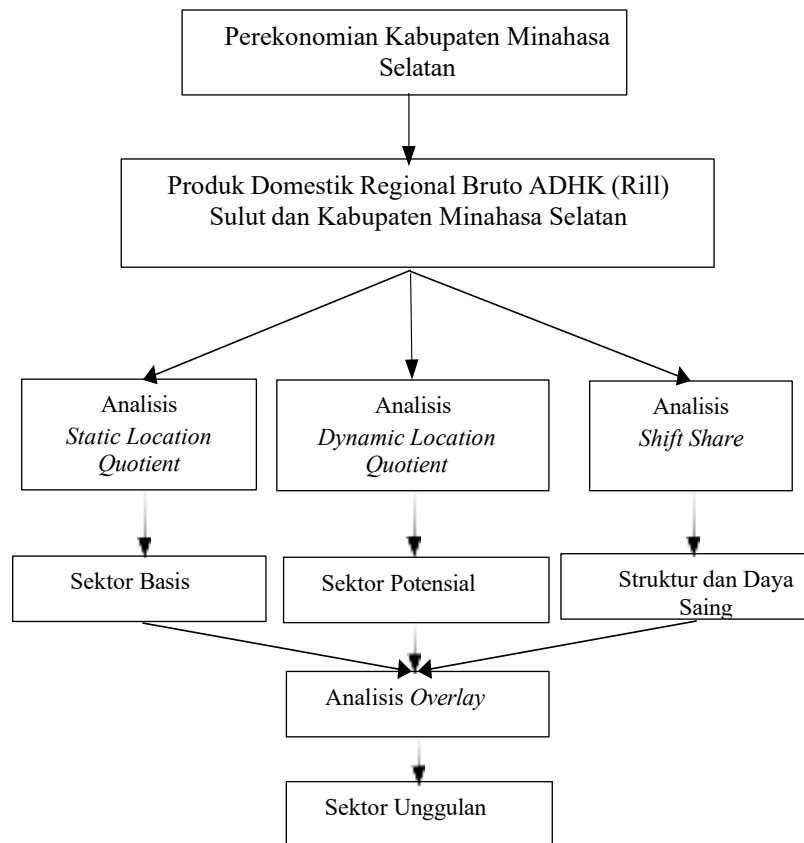 Perekonomian Kabupaten Minahasa
Selatan
Produk Domestik Regional Bruto ADHK (Rill)
Sulut dan Kabupaten Minahasa Selatan
Analisis
Static Location
Quotient
Analisis
Dynamic Location
Quotient
Analisis
Shift Share
Sektor Basis
Sektor Potensial
Struktur dan Daya
Saing
Analisis Overlay
Sektor Unggulan